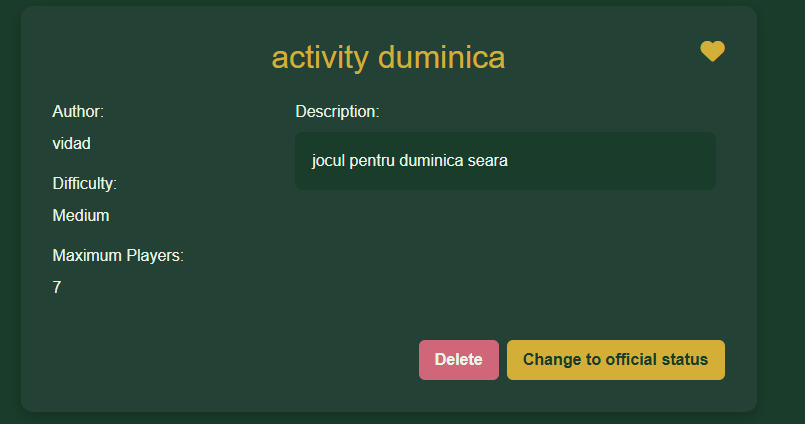 activity duminica
Author:
vidad
Difficulty:
Medium
Maximum Players:
7
Description:
jocul pentru duminica seara
Delete
Change to official status